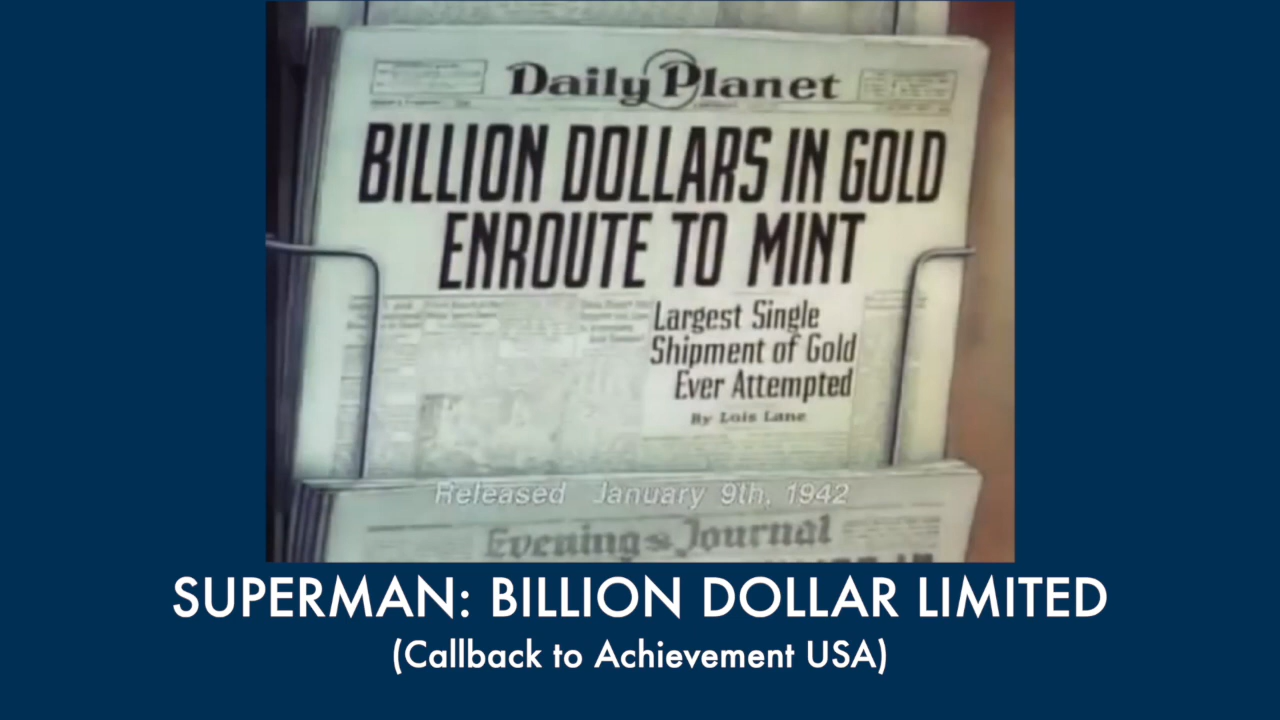 Daily Planet
BILLION DOLLARS IN GOLD
ENROUTE TO MINT
Largest Single
Shipment of Gold
Ever Attempted
By Lois Lane
Released January 9th, 1942
Evening Journal
SUPERMAN: BILLION DOLLAR LIMITED
(Callback to Achievement USA)